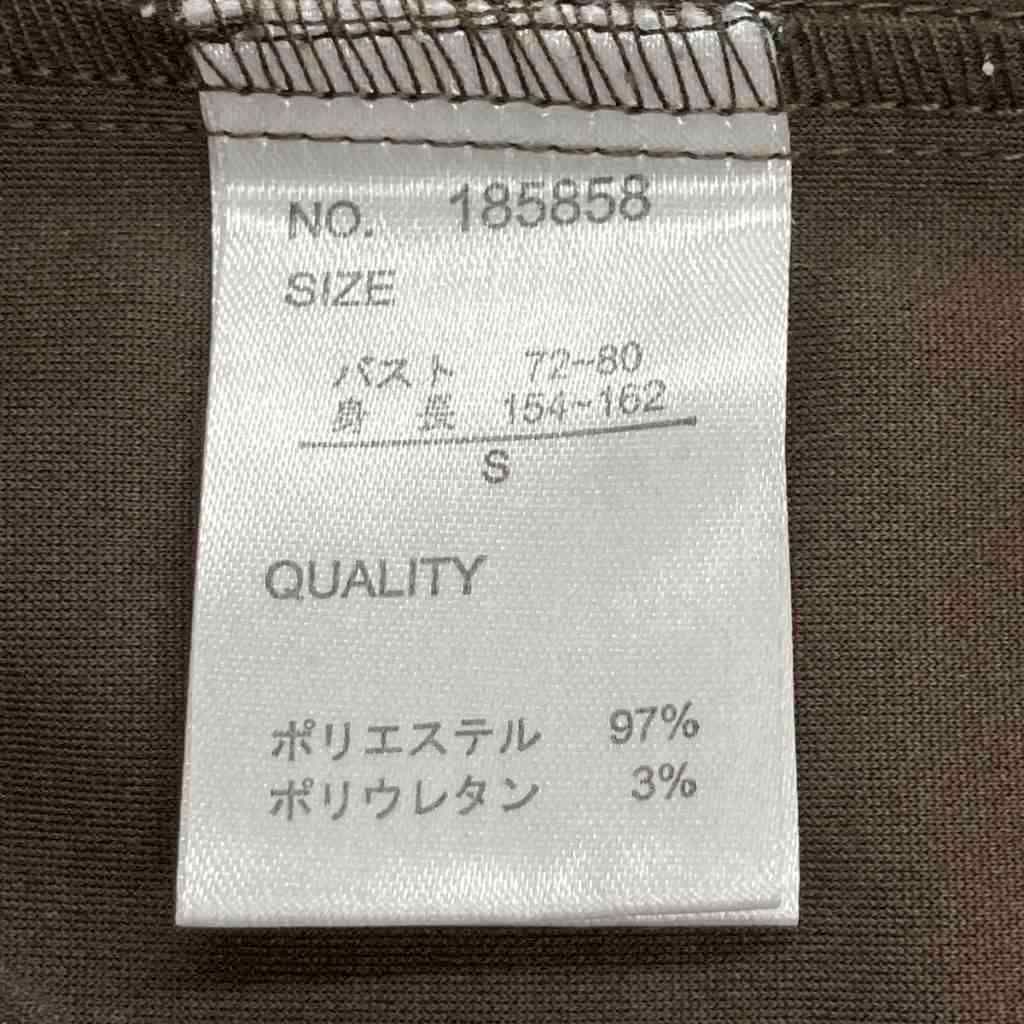 NO. 185858
SIZE
バスト 72~80
身 長 154~162
S
QUALITY
ポリエステル 97%
ポリウレタン 3%